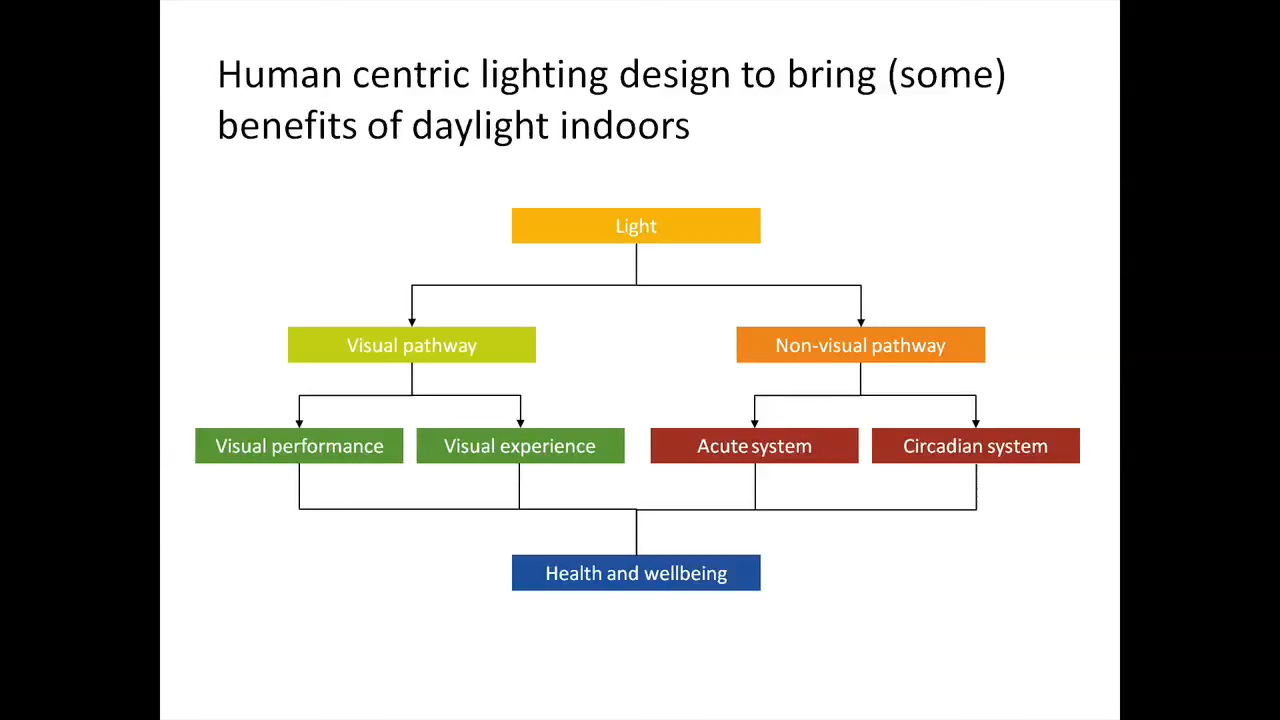 Human centric lighting design to bring (some)
benefits of daylight indoors
Light
Visual pathway
Non-visual pathway
Visual performance
Visual experience
Acute system
Circadian system
Health and wellbeing